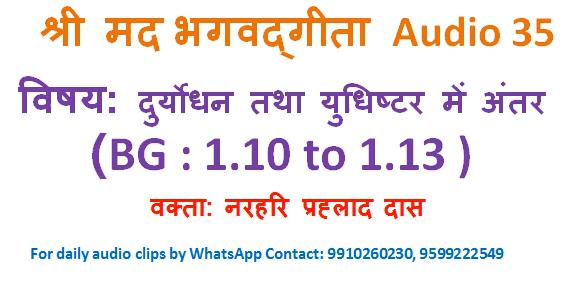 श्री मद भगवद्‌गीता Audio 35
विषय: दुर्योधन तथा युधिष्टर में अंतर
(BG : 1.10 to 1.13 )
वक्ता: नरहरि प्रह्लाद दास
For daily audio clips by WhatsApp Contact: 9910260230, 9599222549